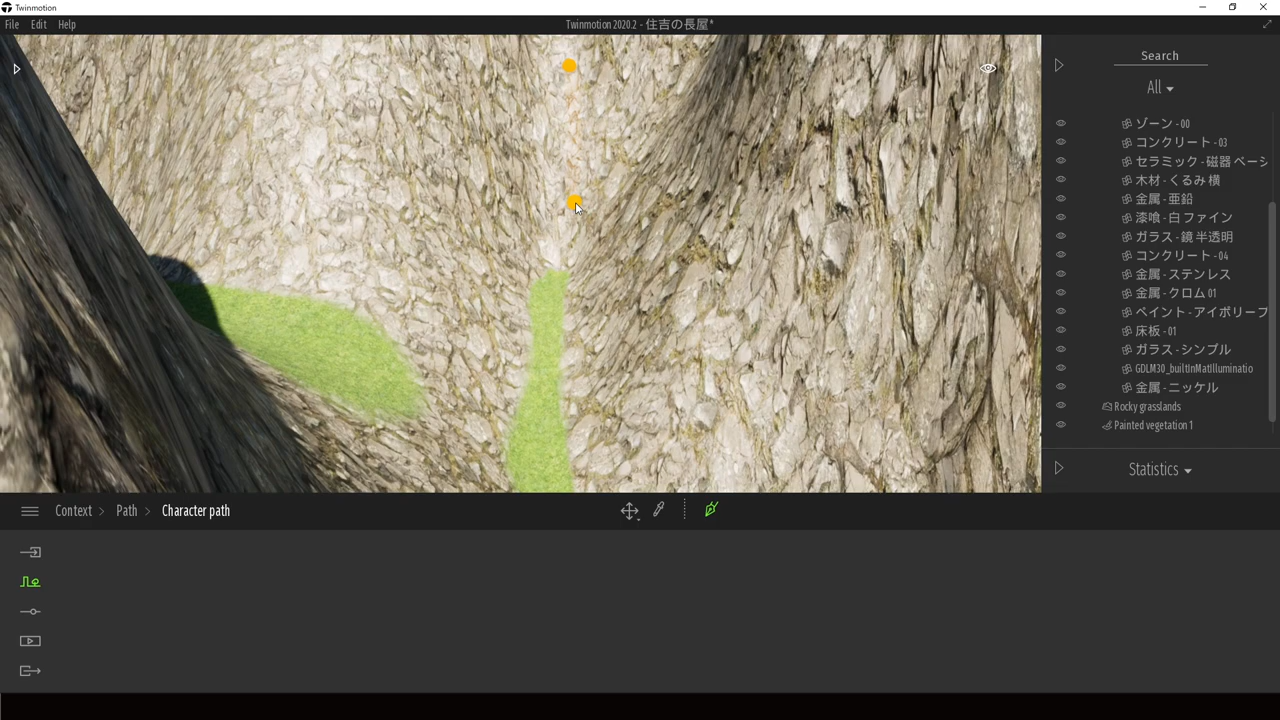 Twinmotion
File Edit Help
Twinmotion 2020.2 - 住吉の長屋*
Search
All
ゾーン - 00
コンクリート - 03
セラミック - 磁器 ベーシ
木材 - くるみ 横
金属 - 亜鉛
漆喰 - 白 ファイン
ガラス - 鏡 半透明
コンクリート - 04
金属 - ステンレス
金属 - クロム 01
ペイント - アイボリーブ
床板 - 01
ガラス - シンプル
GDLM30_builtInMatIlluminatio
金属 - ニッケル
Rocky grasslands
Painted vegetation 1
Statistics
Context > Path > Character path